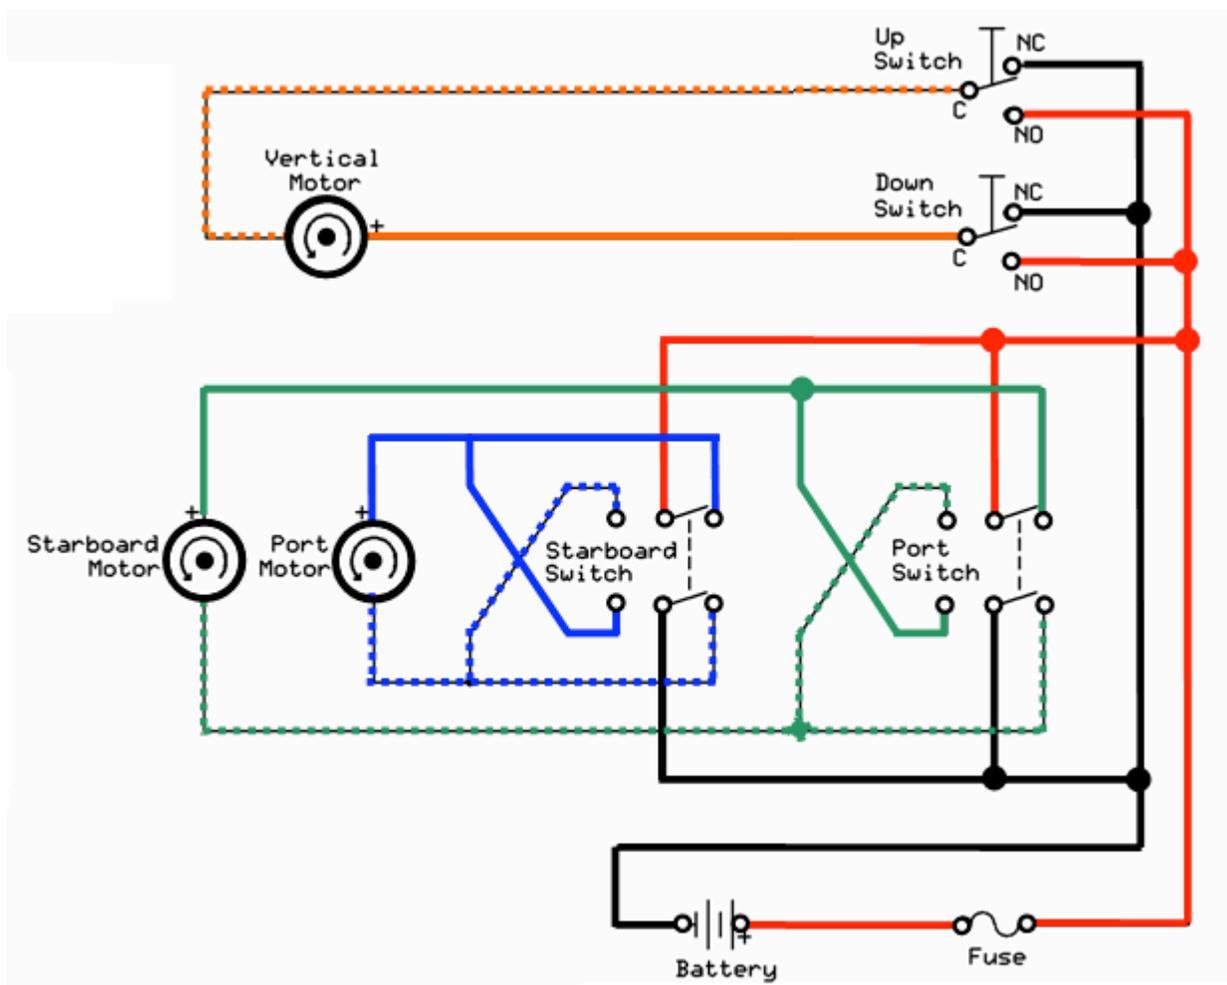 Up
Switch
NC
C
NO
Vertical
Motor
+
Down
Switch
NC
C
NO
+
Starboard
Motor
+
Port
Motor
Starboard
Switch
Port
Switch
+
Battery
Fuse